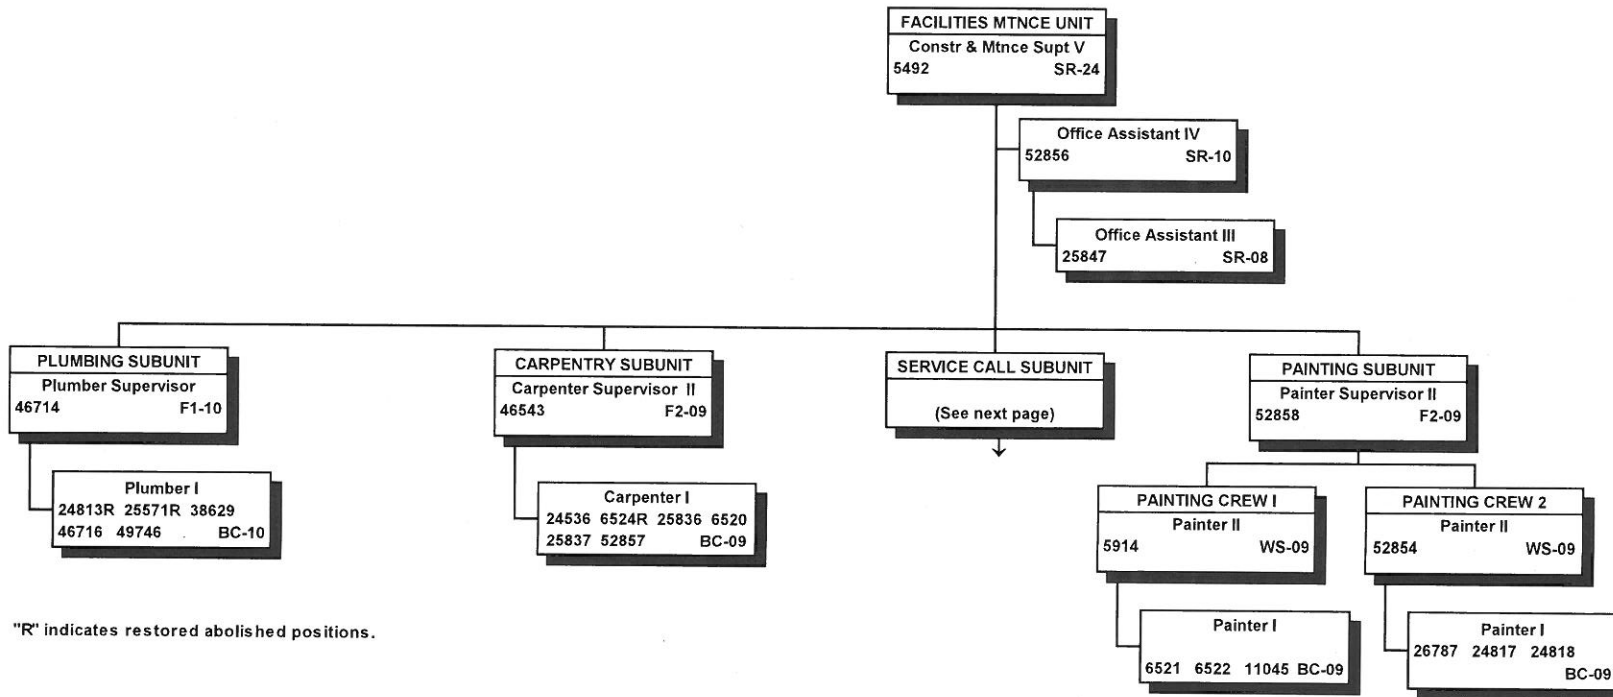 FACILITIES MTNCE UNIT
Constr & Mtnce Supt V
5492 SR-24
Office Assistant IV
52856 SR-10
Office Assistant III
25847 SR-08
PLUMBING SUBUNIT
Plumber Supervisor
46714 F1-10
Plumber I
24813R 25571R 38629
46716 49746 BC-10
CARPENTRY SUBUNIT
Carpenter Supervisor II
46543 F2-09
Carpenter I
24536 6524R 25836 6520
25837 52857 BC-09
SERVICE CALL SUBUNIT
(See next page)
PAINTING SUBUNIT
Painter Supervisor II
52858 F2-09
PAINTING CREW I
Painter II
5914 WS-09
Painter I
6521 6522 11045 BC-09
PAINTING CREW 2
Painter II
52854 WS-09
Painter I
26787 24817 24818
BC-09
"R" indicates restored abolished positions.